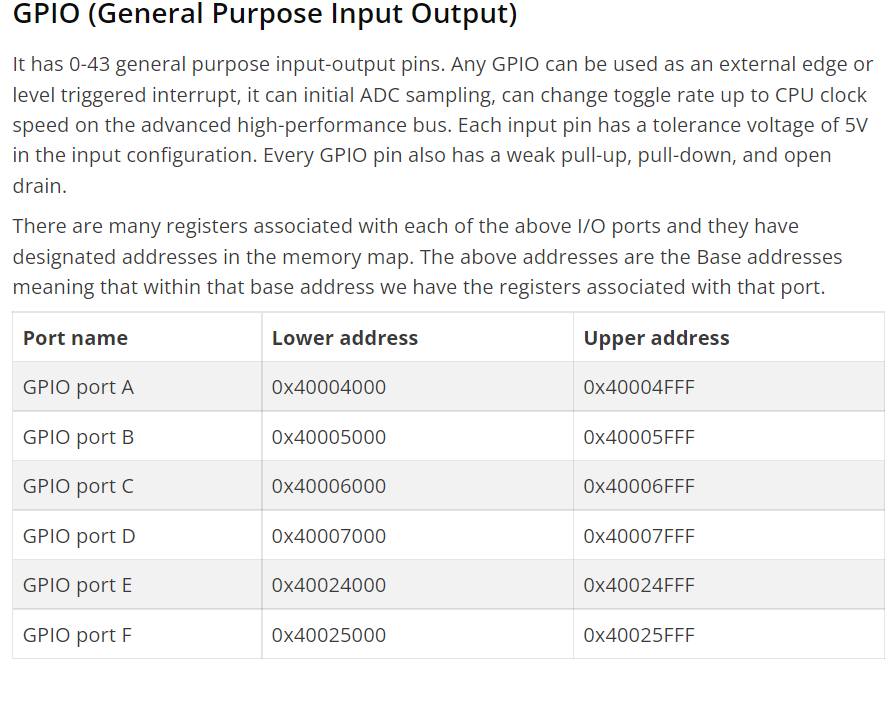 GPIO (General Purpose Input Output)
It has 0-43 general purpose input-output pins. Any GPIO can be used as an external edge or
level triggered interrupt, it can initial ADC sampling, can change toggle rate up to CPU clock
speed on the advanced high-performance bus. Each input pin has a tolerance voltage of 5V
in the input configuration. Every GPIO pin also has a weak pull-up, pull-down, and open
drain.
There are many registers associated with each of the above I/O ports and they have
designated addresses in the memory map. The above addresses are the Base addresses
meaning that within that base address we have the registers associated with that port.
Port name Lower address Upper address
GPIO port A 0x40004000 0x40004FFF
GPIO port B 0x40005000 0x40005FFF
GPIO port C 0x40006000 0x40006FFF
GPIO port D 0x40007000 0x40007FFF
GPIO port E 0x40024000 0x40024FFF
GPIO port F 0x40025000 0x40025FFF